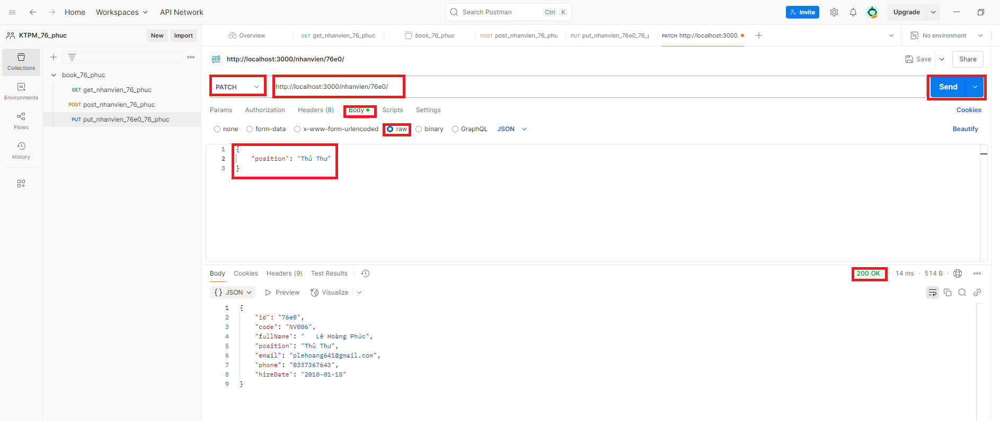 Home Workspaces API Network Search Postman Ctrl K Invite Upgrade
KTPM_76_phuc New Import Overview GET get_nhanvien_76_phuc book_76_phuc POST post_nhanvien_76_phu PUT put_nhanvien_76e0_76_ PATCH http://localhost:3000, No environment
Collections
Environments
Flows
History
book_76_phuc
GET get_nhanvien_76_phuc
POST post_nhanvien_76_phuc
PUT put_nhanvien_76e0_76_phuc
HTTP http://localhost:3000/nhanvien/76e0/ Save Share
PATCH http://localhost:3000/nhanvien/76e0/ Send
Params Authorization Headers (8) Body Scripts Settings Cookies
none form-data x-www-form-urlencoded raw binary GraphQL JSON Beautify
1 {
2 "position": "Thủ Thư"
3 }
Body Cookies Headers (9) Test Results 200 OK 14 ms 514 B
{} JSON Preview Visualize
1 {
2 "id": "76e0",
3 "code": "NV006",
4 "fullName": "   Lê Hoàng Phúc",
5 "position": "Thủ Thư",
6 "email": "plehoang641@gmail.com",
7 "phone": "0337367643",
8 "hireDate": "2010-01-15"
9 }